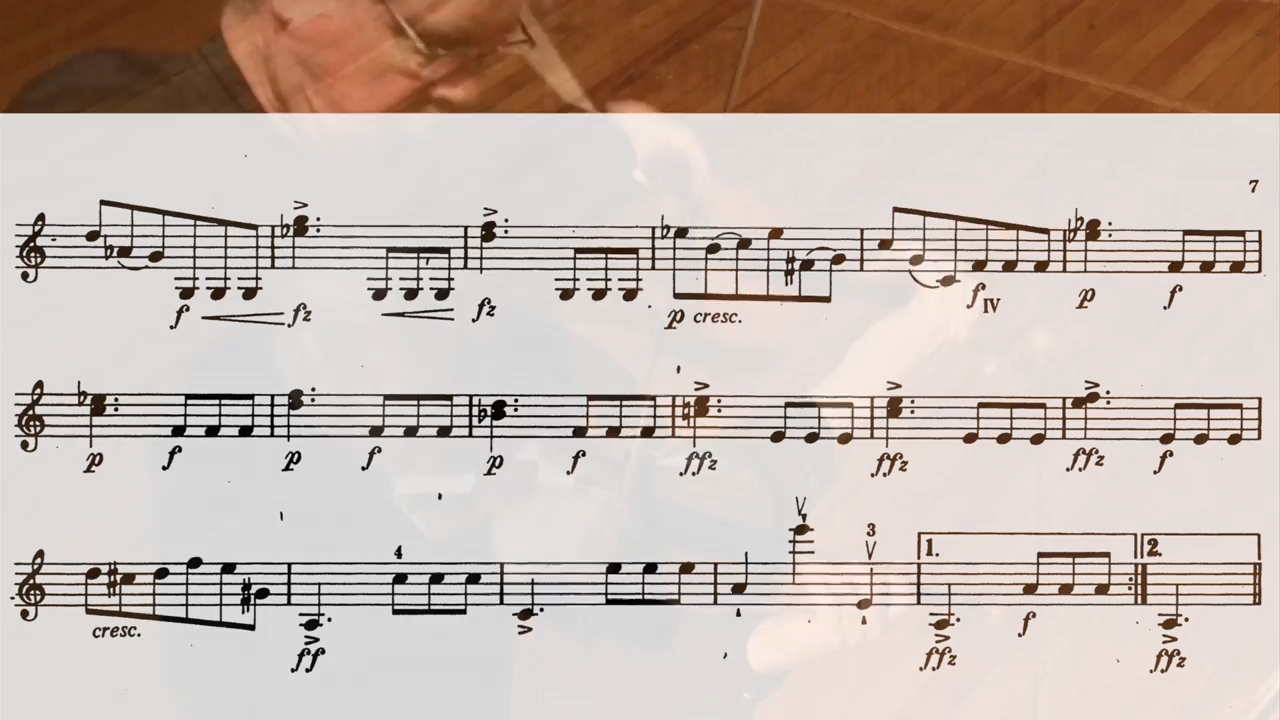 7
f fz fz p cresc. f IV p f
p f p f p f ffz ffz ffz f
4 3 1. 2.
cresc. f
ff ffz ffz